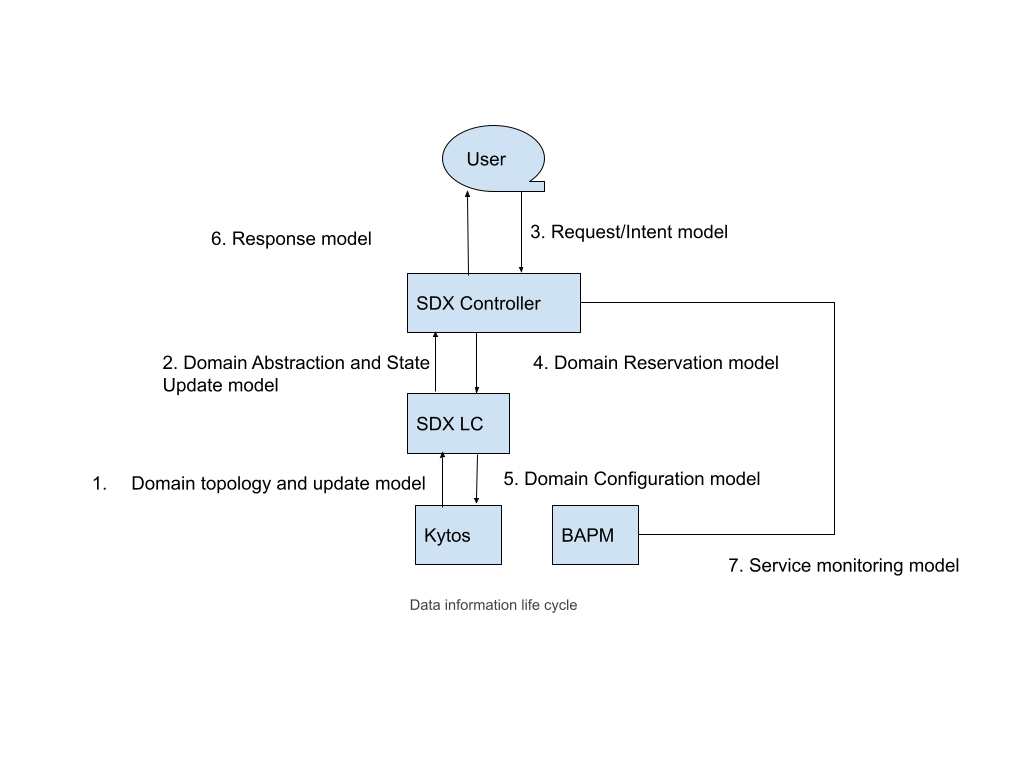 User
6. Response model
3. Request/Intent model
SDX Controller
2. Domain Abstraction and State
Update model
4. Domain Reservation model
SDX LC
1. Domain topology and update model
5. Domain Configuration model
Kytos
BAPM
7. Service monitoring model
Data information life cycle